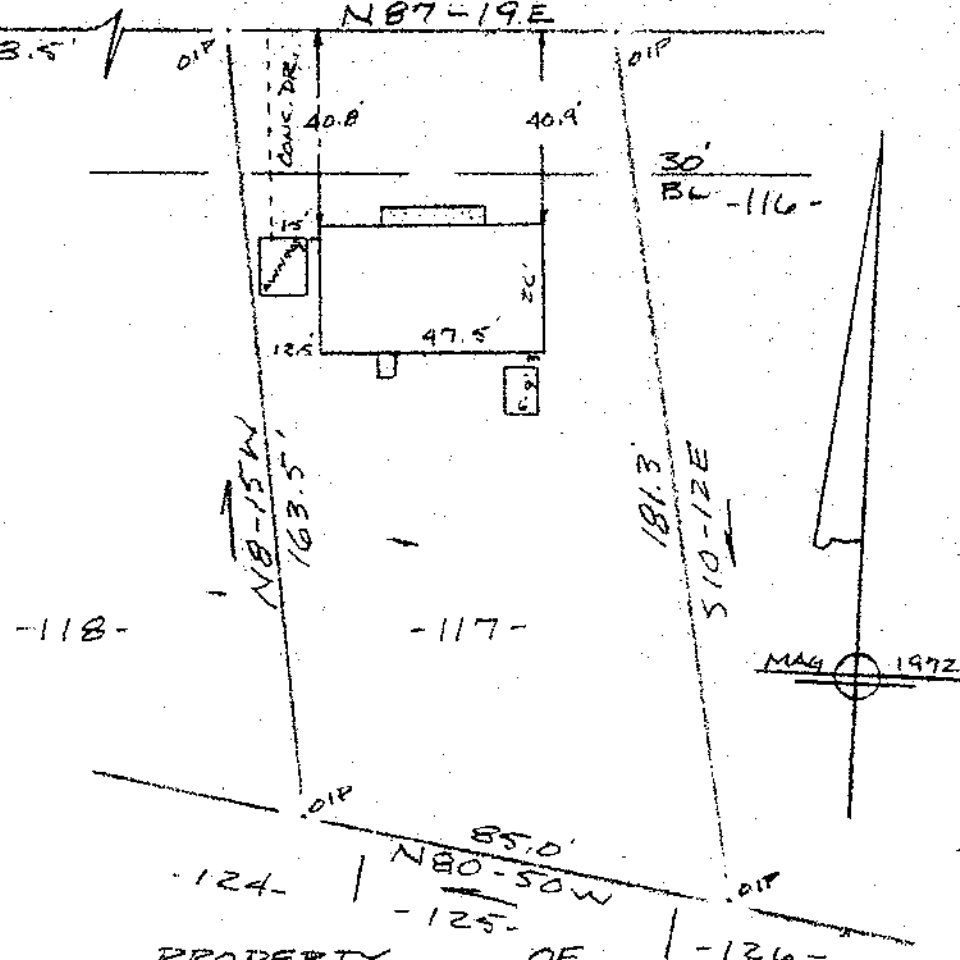 N87-19E
3.5'
OIP
OIP
CONC. DR.
40.8'
40.9'
30'
BL
-116-
15'
26'
47.5'
12.5'
N8-15W
163.5'
181.3'
S10-12E
-118-
-117-
MAG 1972
OIP
85.0'
N80-50W
OIP
-124-
-125-
-126-
PROPERTY OF